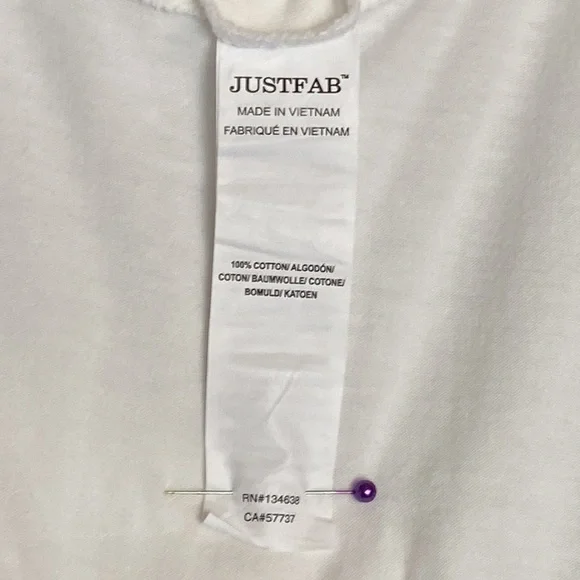 JUSTFAB™
MADE IN VIETNAM
FABRIQUÉ EN VIETNAM
100% COTTON/ ALGODÓN/
COTON/ BAUMWOLLE/ COTONE/
BOMULD/ KATOEN
RN#134638
CA#57737